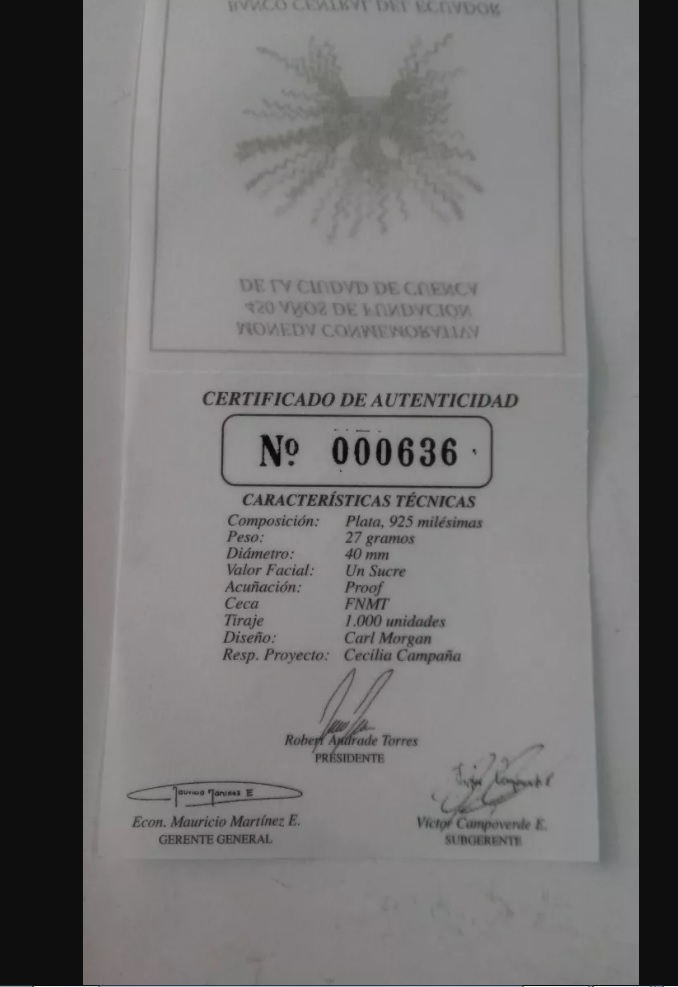 MONEDA CONMEMORATIVA
450 AÑOS DE FUNDACION
DE LA CIUDAD DE CUENCA
BANCO CENTRAL DEL ECUADOR
CERTIFICADO DE AUTENTICIDAD
Nº 000636
CARACTERÍSTICAS TÉCNICAS
Composición: Plata, 925 milésimas
Peso: 27 gramos
Diámetro: 40 mm
Valor Facial: Un Sucre
Acuñación: Proof
Ceca FNMT
Tiraje 1.000 unidades
Diseño: Carl Morgan
Resp. Proyecto: Cecilia Campaña
Robert Andrade Torres
PRESIDENTE
Mauricio Martínez E
Econ. Mauricio Martínez E.
GERENTE GENERAL
Víctor Campoverde E.
SUBGERENTE